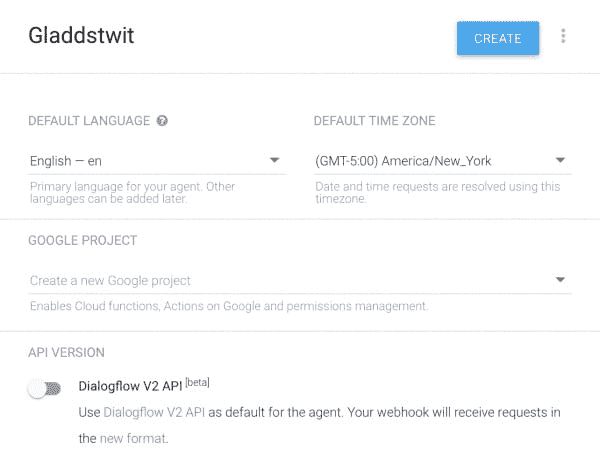 Gladdstwit
CREATE
DEFAULT LANGUAGE
DEFAULT TIME ZONE
English — en
(GMT-5:00) America/New_York
Primary language for your agent. Other
languages can be added later.
Date and time requests are resolved using this
timezone.
GOOGLE PROJECT
Create a new Google project
Enables Cloud functions, Actions on Google and permissions management.
API VERSION
Dialogflow V2 API [beta]
Use Dialogflow V2 API as default for the agent. Your webhook will receive requests in
the new format.